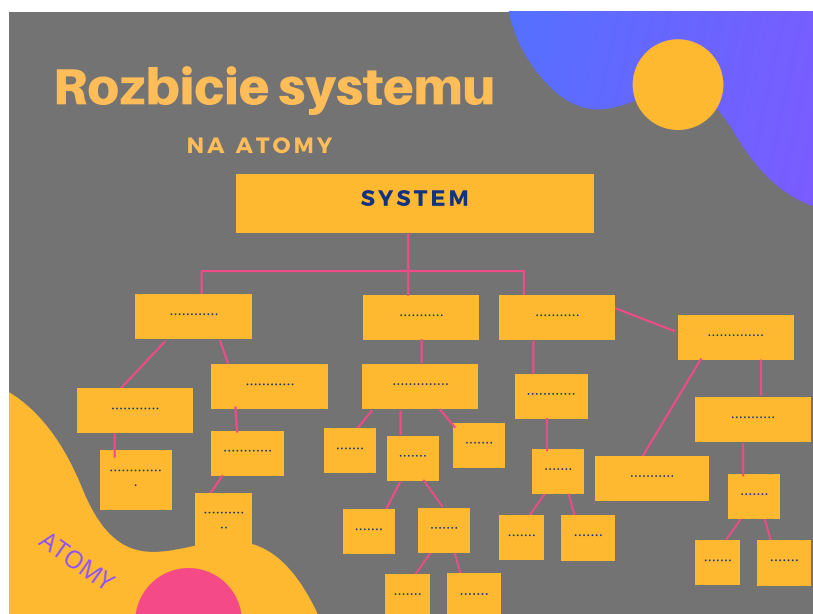 Rozbicie systemu
NA ATOMY
SYSTEM
............ ........... ...........
..............
............ ..............
............
............ ...........
....... ....... .......
............ ....... ...........
.............
.......
............
....... ....... ....... .......
....... .......
....... .......
ATOMY